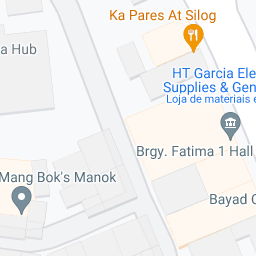 Ka Pares At Silog
a Hub
HT Garcia Ele
Supplies & Gen
Loja de materiais e
Brgy. Fatima 1 Hall
Mang Bok's Manok
Bayad C